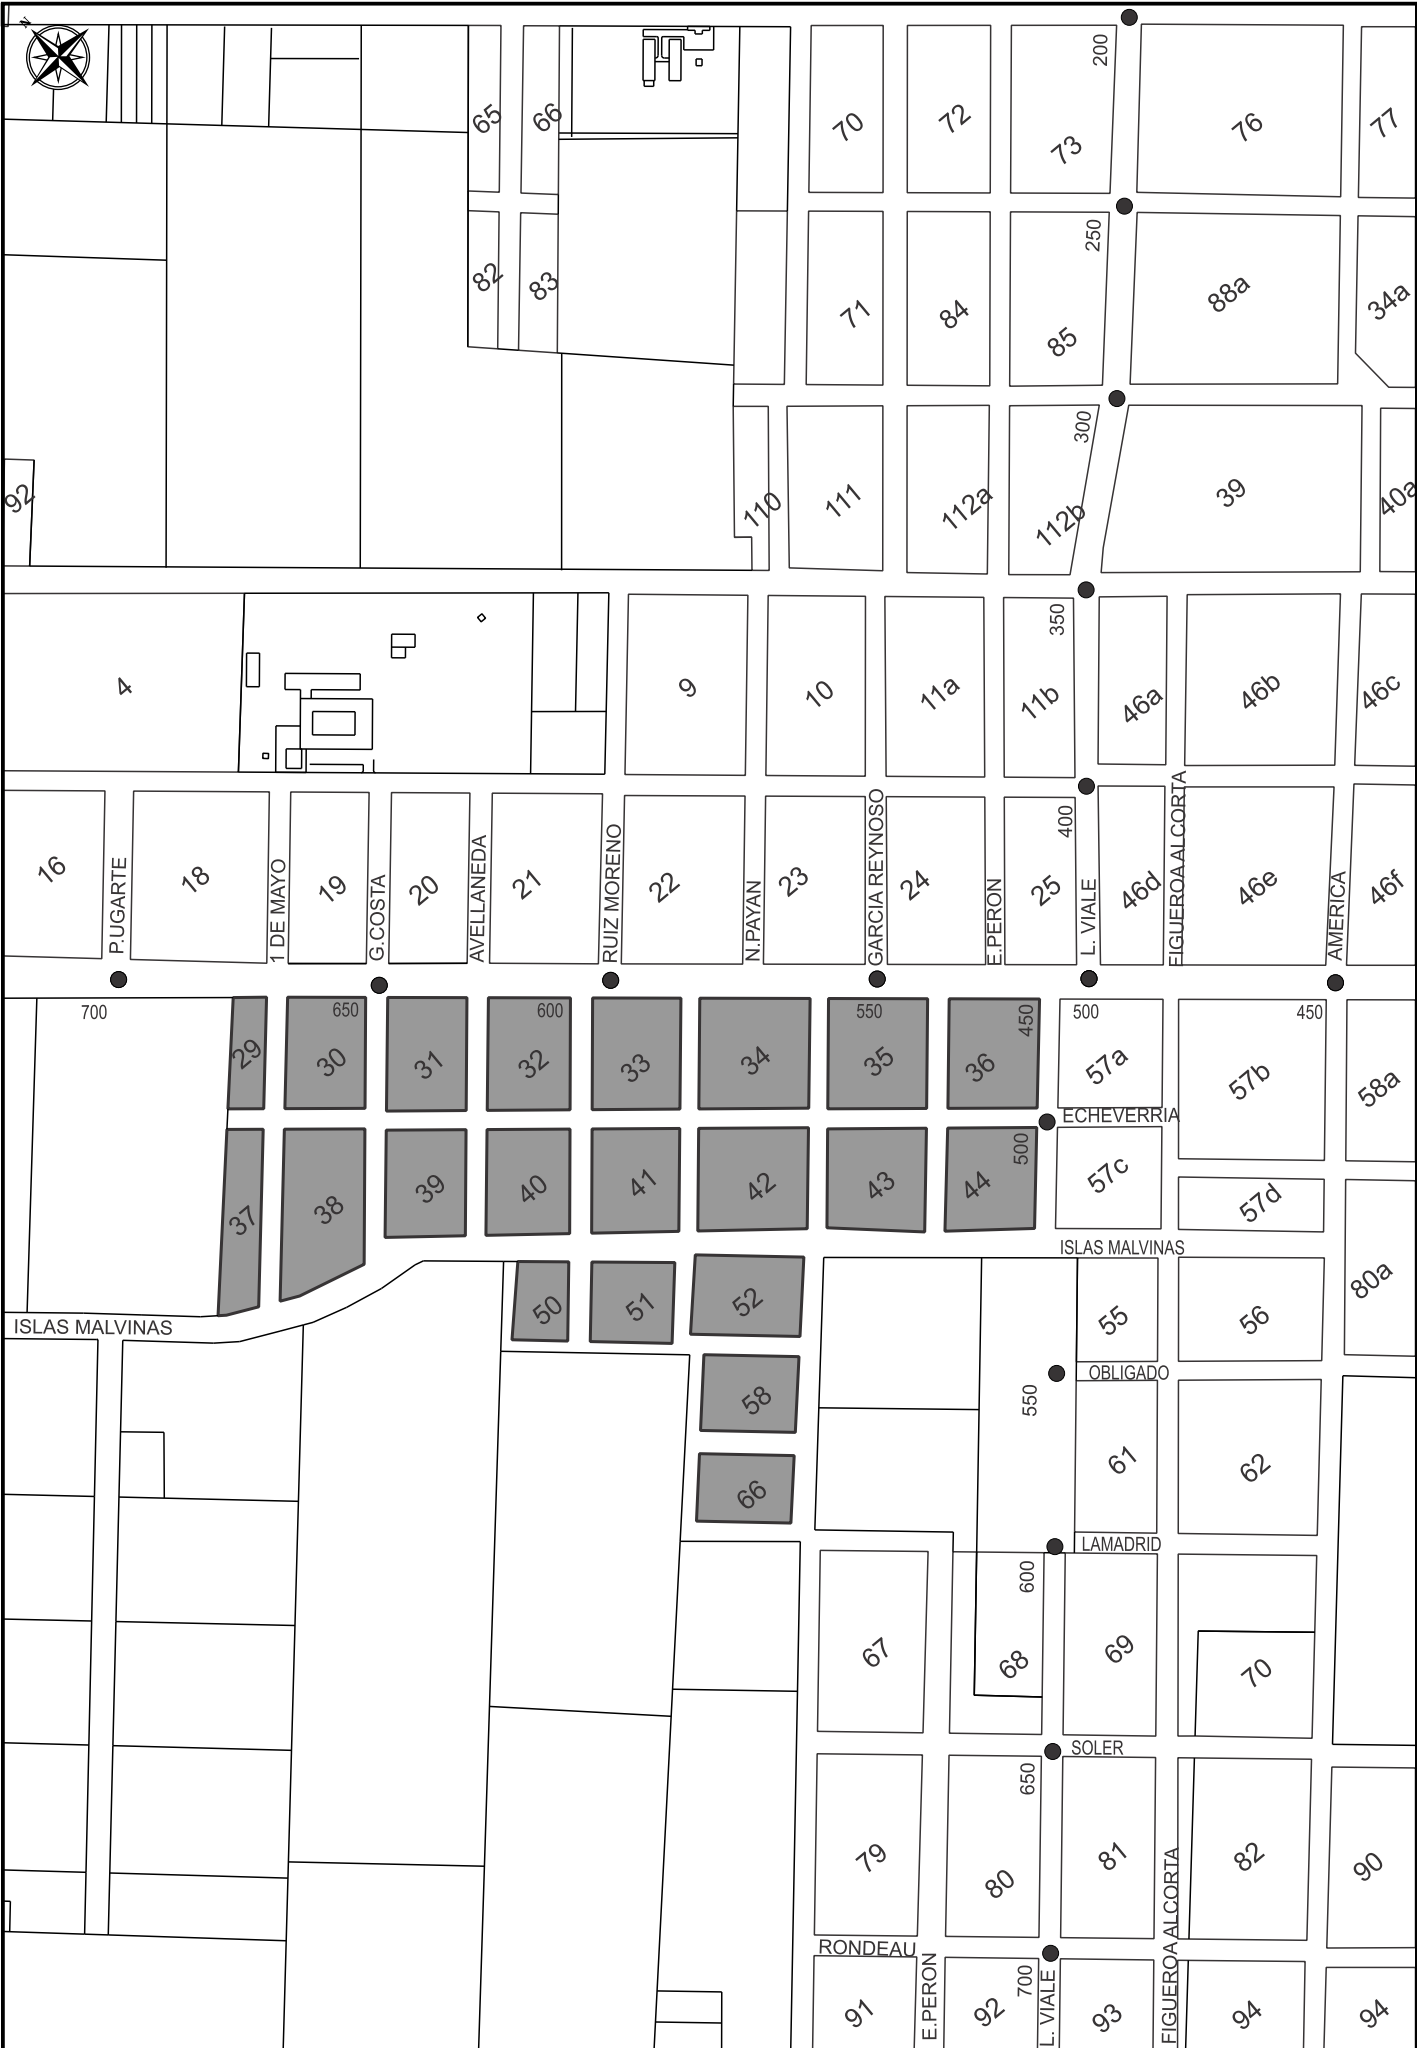 N
200
65
66
70
72
73
76
77
250
82
83
71
84
85
88a
34a
300
92
110
111
112a
112b
39
40a
350
4
9
10
11a
11b
46a
46b
46c
400
16
P.UGARTE
18
1 DE MAYO
19
G.COSTA
20
AVELLANEDA
21
RUIZ MORENO
22
N.PAYAN
23
GARCIA REYNOSO
24
E.PERON
25
L. VIALE
46d
FIGUEROA ALCORTA
46e
AMERICA
46f
700
650
600
550
450
500
450
29
30
31
32
33
34
35
36
57a
57b
58a
ECHEVERRIA
500
37
38
39
40
41
42
43
44
57c
57d
ISLAS MALVINAS
80a
50
51
52
55
56
ISLAS MALVINAS
OBLIGADO
550
58
61
62
66
LAMADRID
600
67
68
69
70
SOLER
650
79
80
81
82
90
RONDEAU
E.PERON
L. VIALE
FIGUEROA ALCORTA
700
91
92
93
94
94